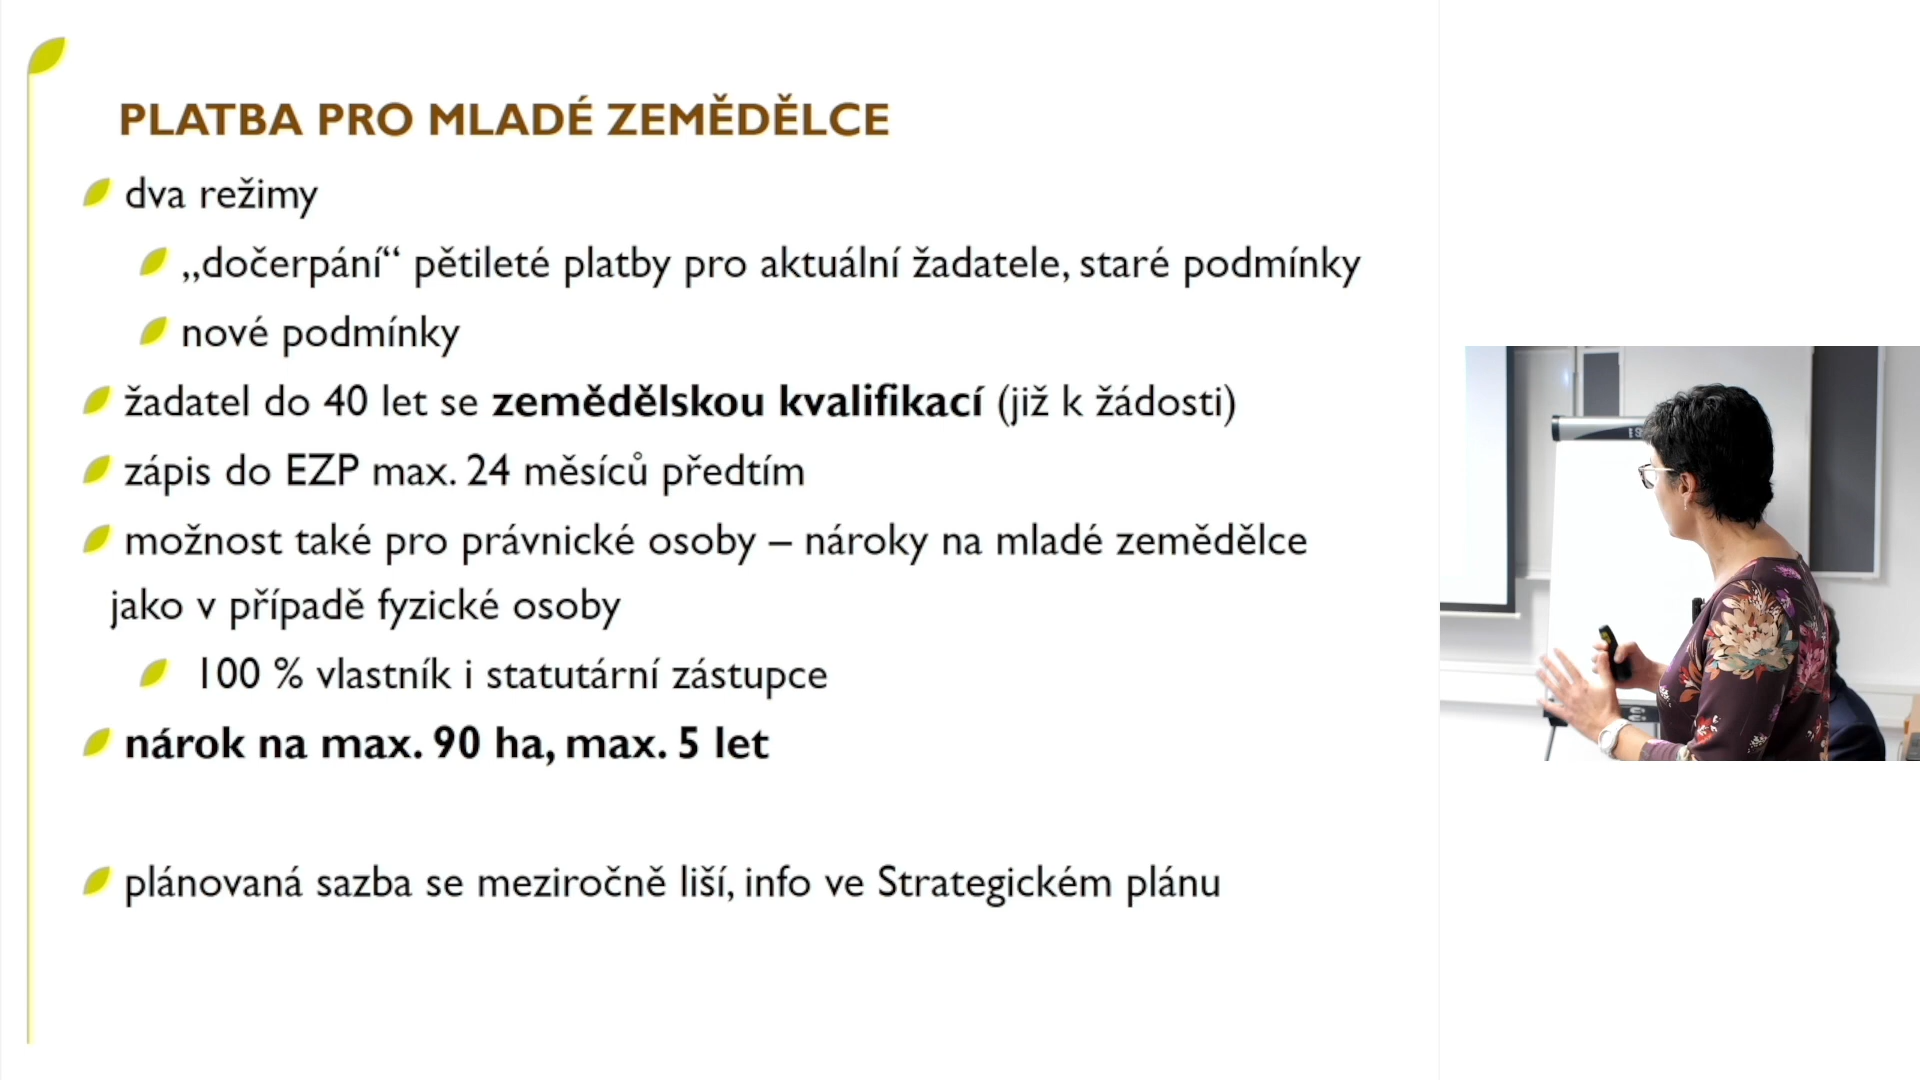 PLATBA PRO MLADÉ ZEMĚDĚLCE
dva režimy
„dočerpání“ pětileté platby pro aktuální žadatele, staré podmínky
nové podmínky
žadatel do 40 let se zemědělskou kvalifikací (již k žádosti)
zápis do EZP max. 24 měsíců předtím
možnost také pro právnické osoby – nároky na mladé zemědělce
jako v případě fyzické osoby
100 % vlastník i statutární zástupce
nárok na max. 90 ha, max. 5 let
plánovaná sazba se meziročně liší, info ve Strategickém plánu